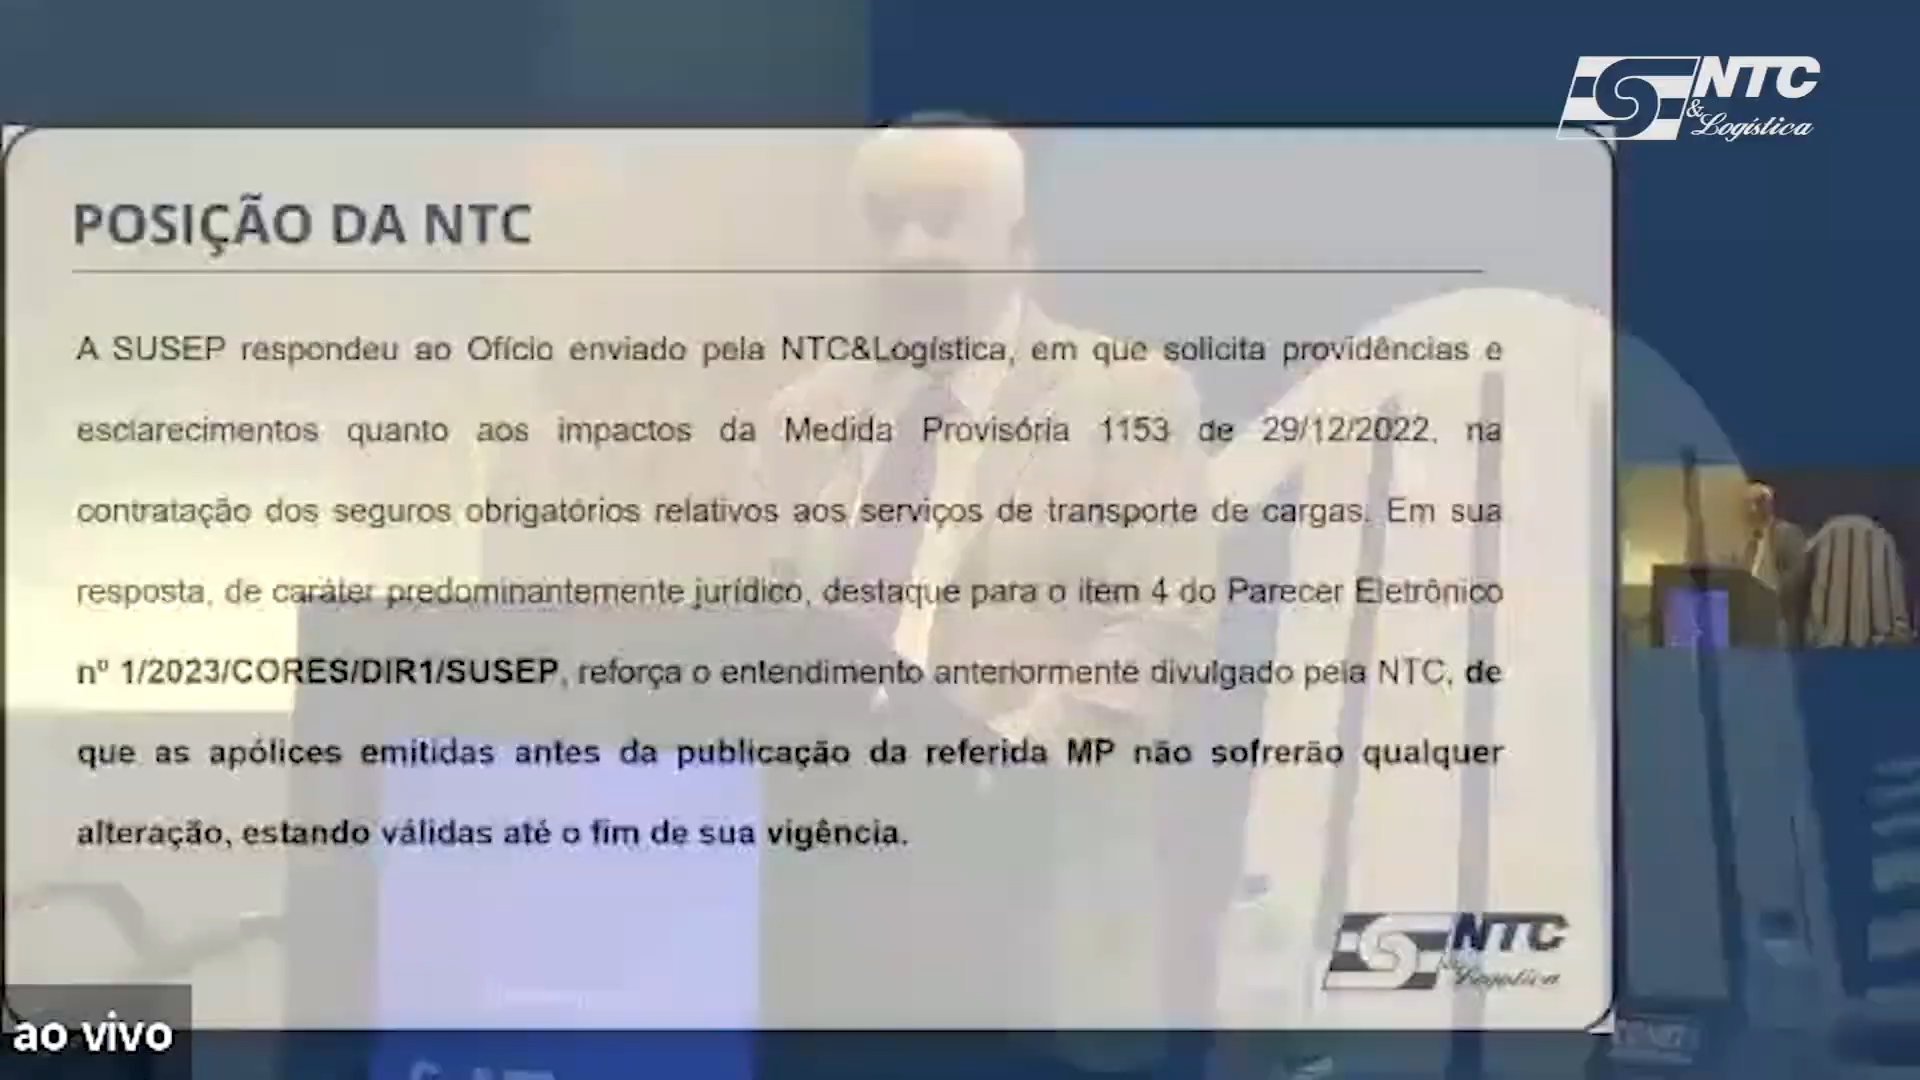 NTC
& Logística
POSIÇÃO DA NTC
A SUSEP respondeu ao Ofício enviado pela NTC&Logística, em que solicita providências e
esclarecimentos quanto aos impactos da Medida Provisória 1153 de 29/12/2022, na
contratação dos seguros obrigatórios relativos aos serviços de transporte de cargas. Em sua
resposta, de caráter predominantemente jurídico, destaque para o item 4 do Parecer Eletrônico
nº 1/2023/CORES/DIR1/SUSEP, reforça o entendimento anteriormente divulgado pela NTC, de
que as apólices emitidas antes da publicação da referida MP não sofrerão qualquer
alteração, estando válidas até o fim de sua vigência.
NTC
& Logística
ao vivo